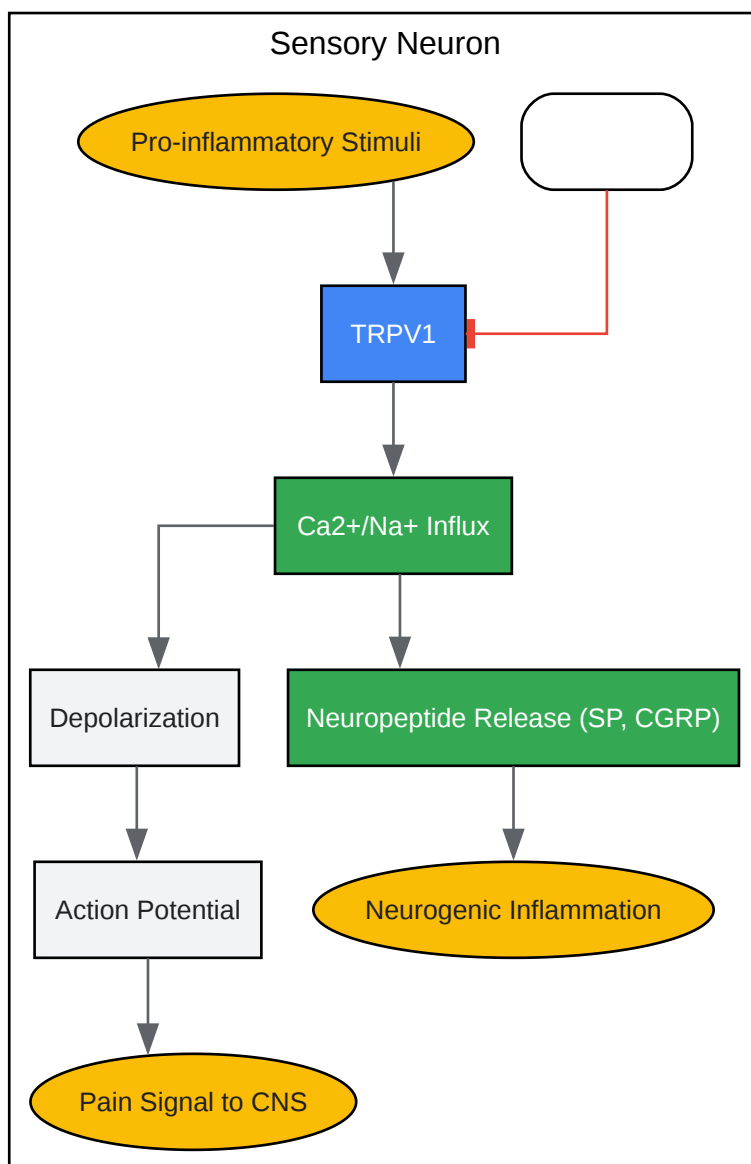 Sensory Neuron
Pro-inflammatory Stimuli
TRPV1
Ca2+/Na+ Influx
Depolarization
Neuropeptide Release (SP, CGRP)
Action Potential
Neurogenic Inflammation
Pain Signal to CNS